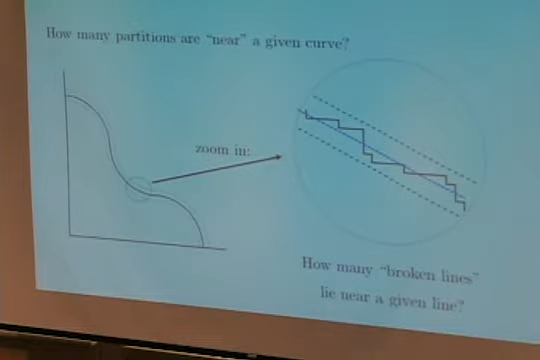 How many partitions are "near" a given curve?
zoom in:
How many "broken lines"
lie near a given line?